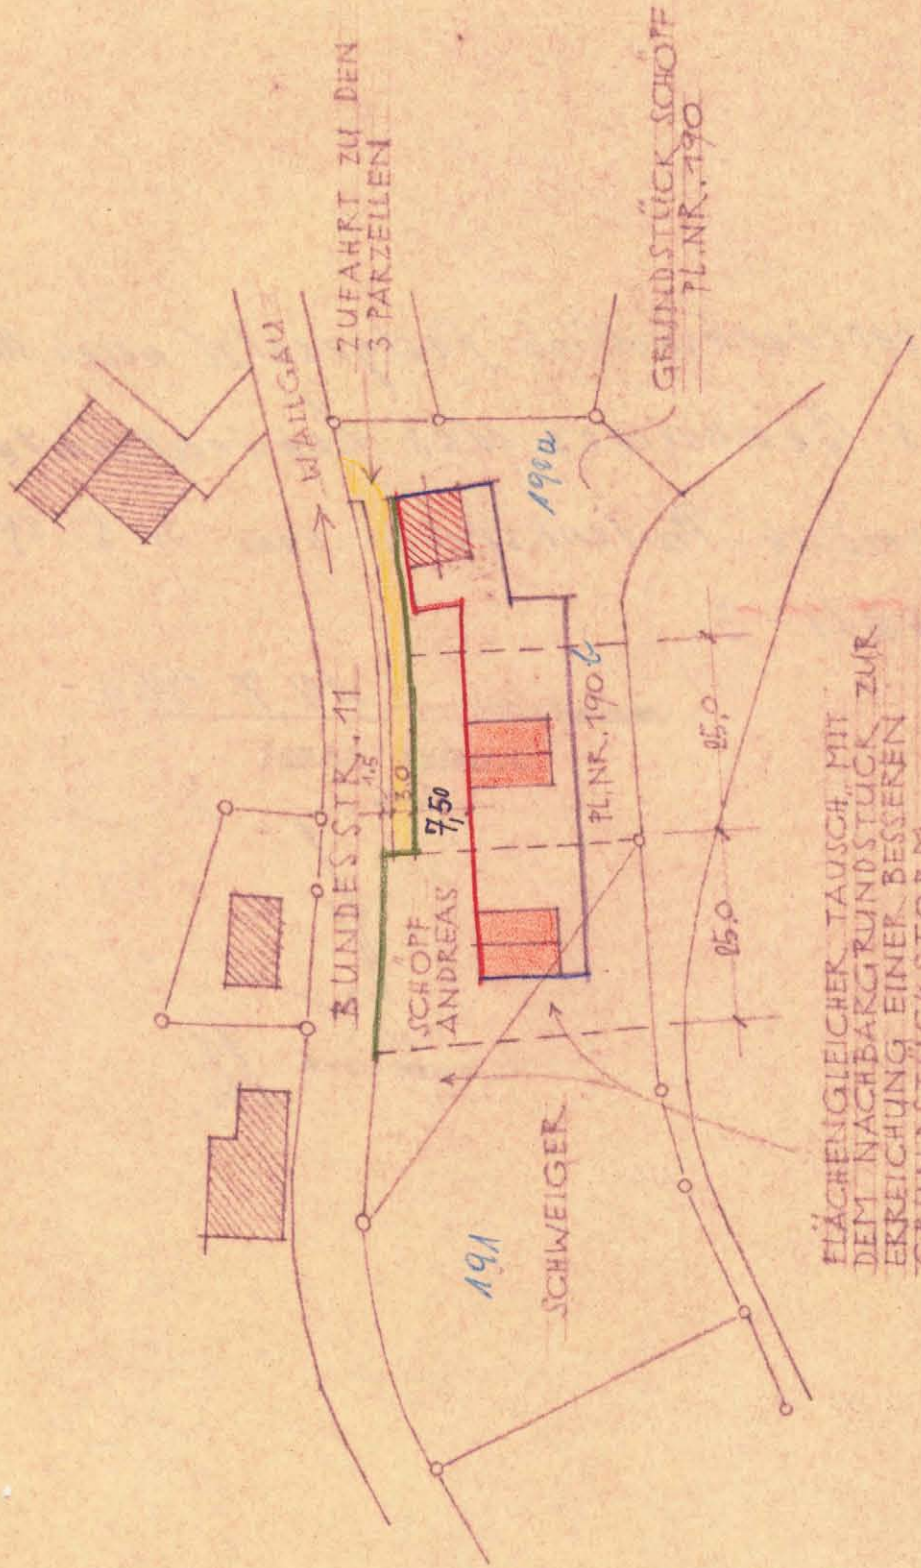 → WALLGAU
ZUFAHRT ZU DEN
3 PARZELLEN
BUNDESSTR. 11
1,5
3,0
7,50
SCHÖPF
ANDREAS
PL.NR. 190 b
190a
GRUNDSTÜCK SCHÖPF
PL.NR. 190
191
SCHWEIGER
25,0
25,0
FLÄCHENGLEICHER TAUSCH MIT
DEM NACHBARGRUNDSTÜCK ZUR
ERREICHUNG EINER BESSEREN